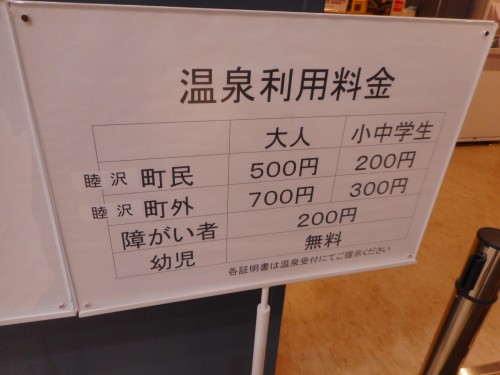 温泉利用料金
大人 小中学生
睦沢 町民 500円 200円
睦沢 町外 700円 300円
障がい者 200円
幼児 無料
各証明書は温泉受付にてご提示ください